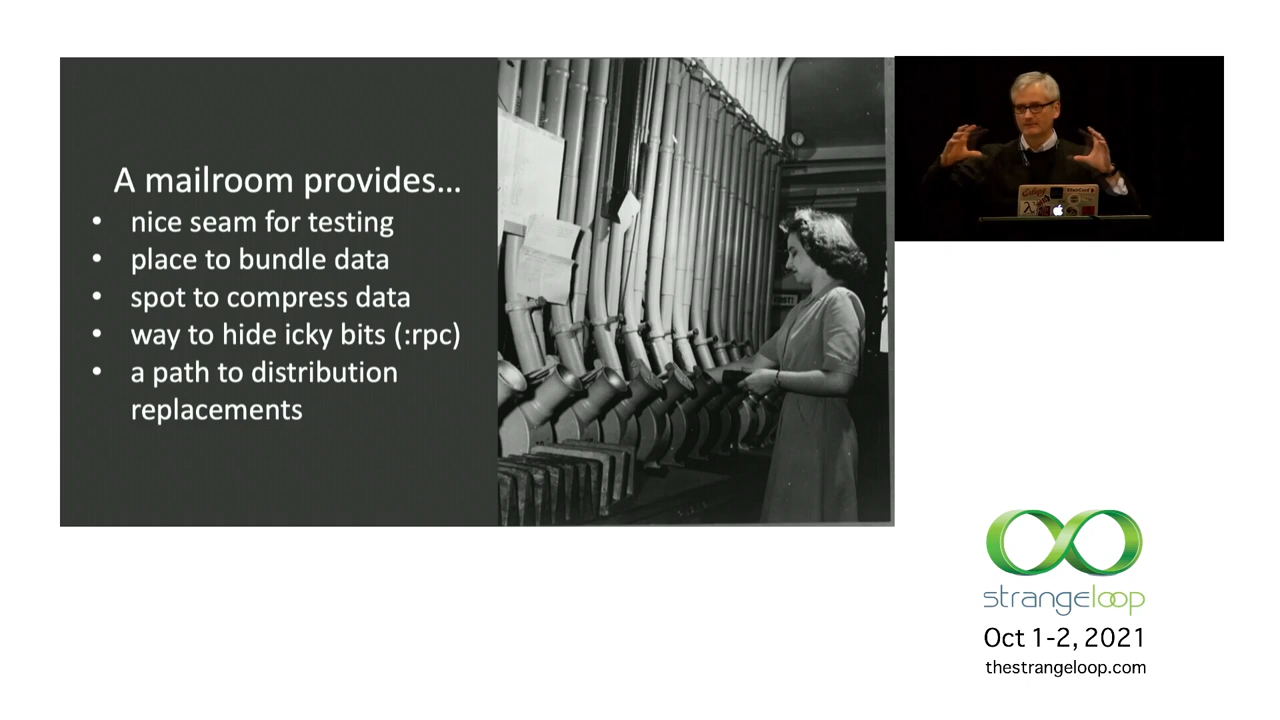 A mailroom provides...
• nice seam for testing
• place to bundle data
• spot to compress data
• way to hide icky bits (:rpc)
• a path to distribution
replacements
strangeloop
Oct 1-2, 2021
thestrangeloop.com